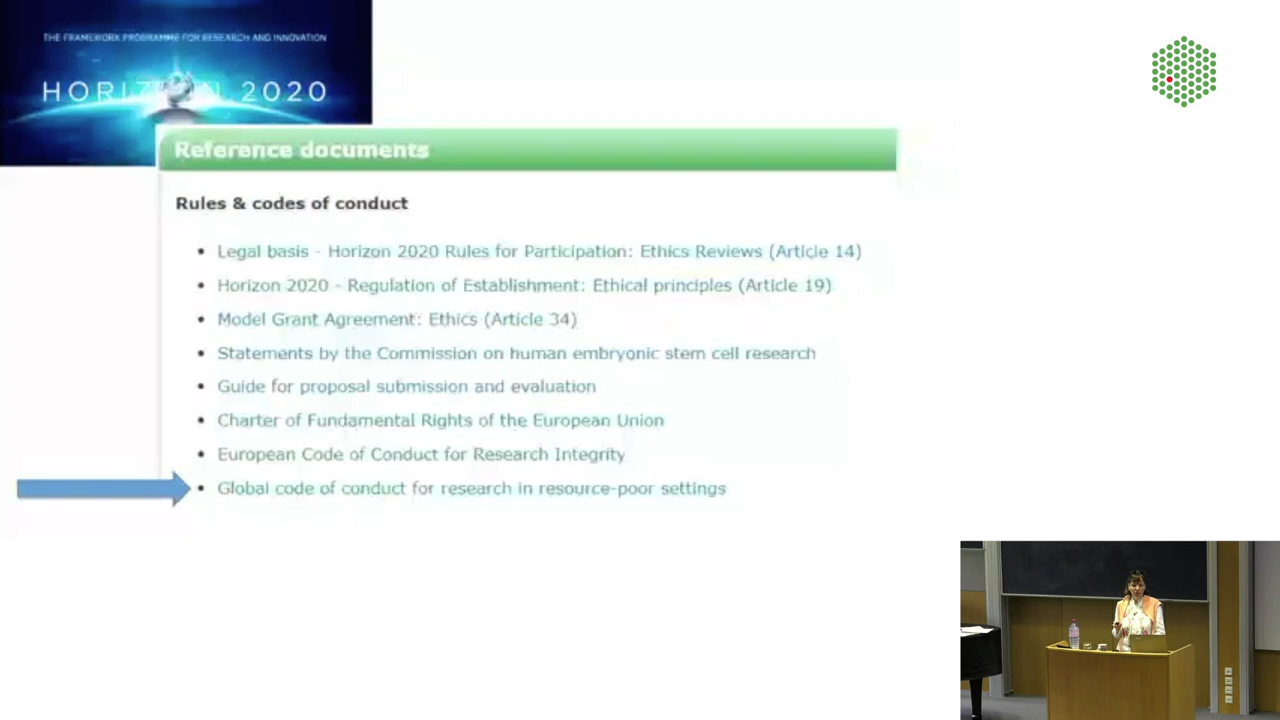 THE FRAMEWORK PROGRAMME FOR RESEARCH AND INNOVATION
HORIZON 2020
Reference documents
Rules & codes of conduct
• Legal basis - Horizon 2020 Rules for Participation: Ethics Reviews (Article 14)
• Horizon 2020 - Regulation of Establishment: Ethical principles (Article 19)
• Model Grant Agreement: Ethics (Article 34)
• Statements by the Commission on human embryonic stem cell research
• Guide for proposal submission and evaluation
• Charter of Fundamental Rights of the European Union
• European Code of Conduct for Research Integrity
• Global code of conduct for research in resource-poor settings